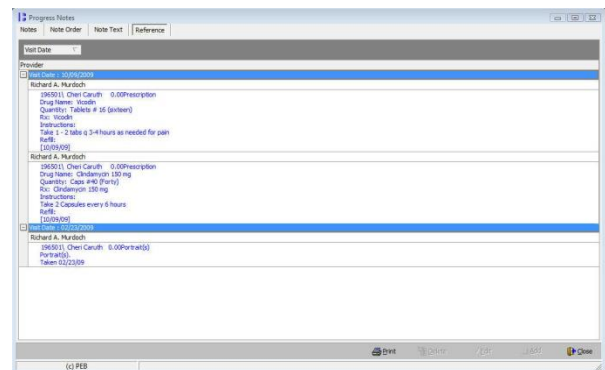 Progress Notes
Notes Note Order Note Text Reference
Visit Date
Provider
Visit Date : 10/09/2009
Richard A. Murdoch
196501\ Cheri Caruth 0.00Prescription
Drug Name: Vicodin
Quantity: Tablets # 16 (sixteen)
Rx: Vicodin
Instructions:
Take 1 - 2 tabs q 3-4 hours as needed for pain
Refill:
[10/09/09]
Richard A. Murdoch
196501\ Cheri Caruth 0.00Prescription
Drug Name: Clindamycin 150 mg
Quantity: Caps #40 (Forty)
Rx: Clindamycin 150 mg
Instructions:
Take 2 Capsules every 6 hours
Refill:
[10/09/09]
Visit Date : 02/23/2009
Richard A. Murdoch
196501\ Cheri Caruth 0.00Portrait(s)
Portrait(s).
Taken 02/23/09
Print Delete Edit Add Close
(c) PEB